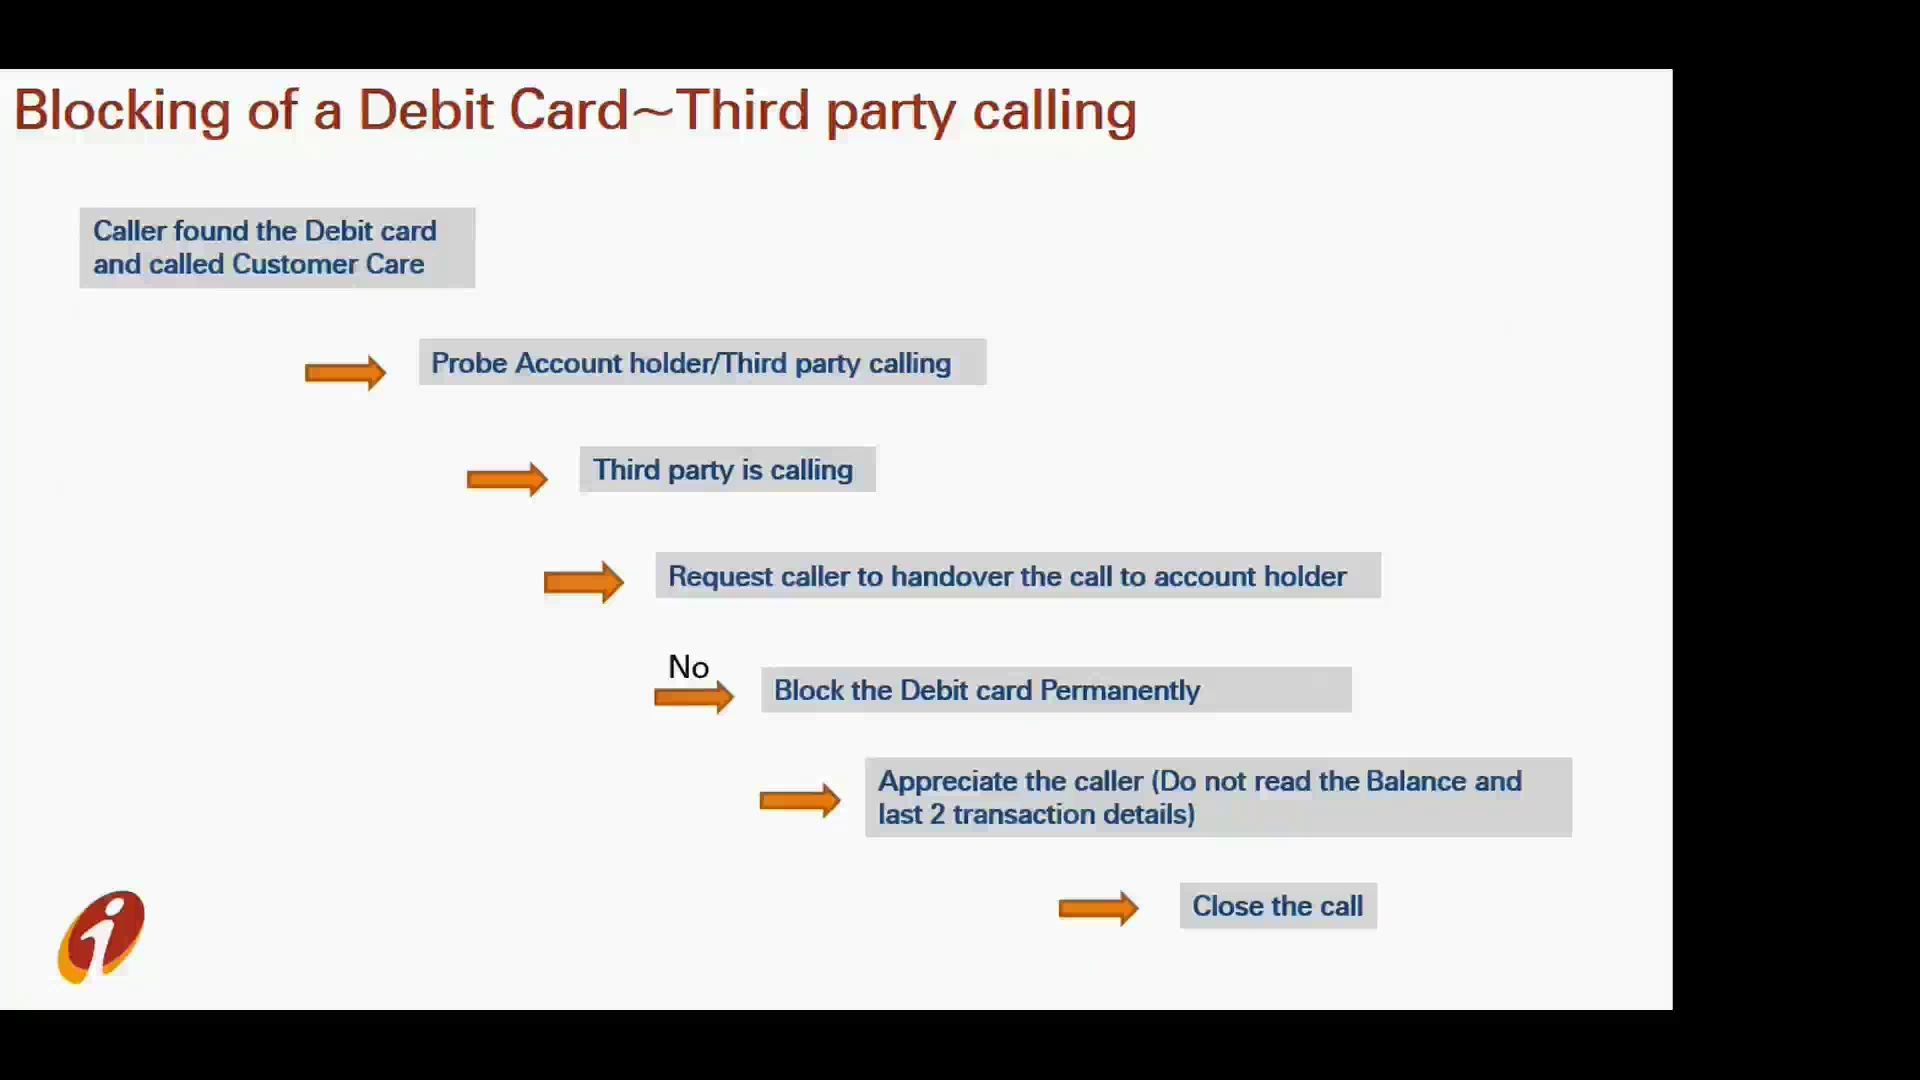 Blocking of a Debit Card~Third party calling
Caller found the Debit card
and called Customer Care
Probe Account holder/Third party calling
Third party is calling
Request caller to handover the call to account holder
No
Block the Debit card Permanently
Appreciate the caller (Do not read the Balance and
last 2 transaction details)
Close the call